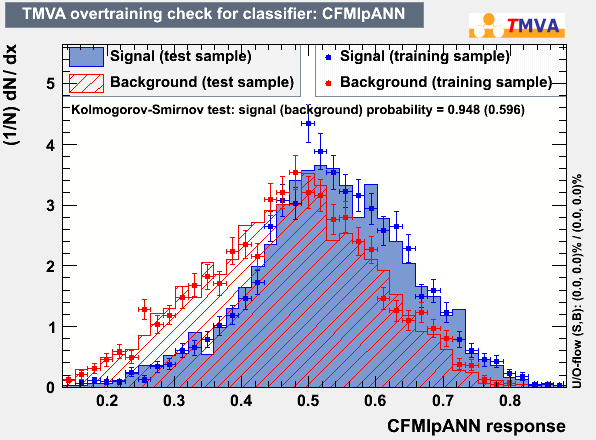 TMVA overtraining check for classifier: CFMlpANN
TMVA
Signal (test sample)
Background (test sample)
Signal (training sample)
Background (training sample)
Kolmogorov-Smirnov test: signal (background) probability = 0.948 (0.596)
(1/N) dN / dx
5
4
3
2
1
0
0.2 0.3 0.4 0.5 0.6 0.7 0.8
CFMlpANN response
U/O-flow (S,B): (0.0, 0.0)% / (0.0, 0.0)%